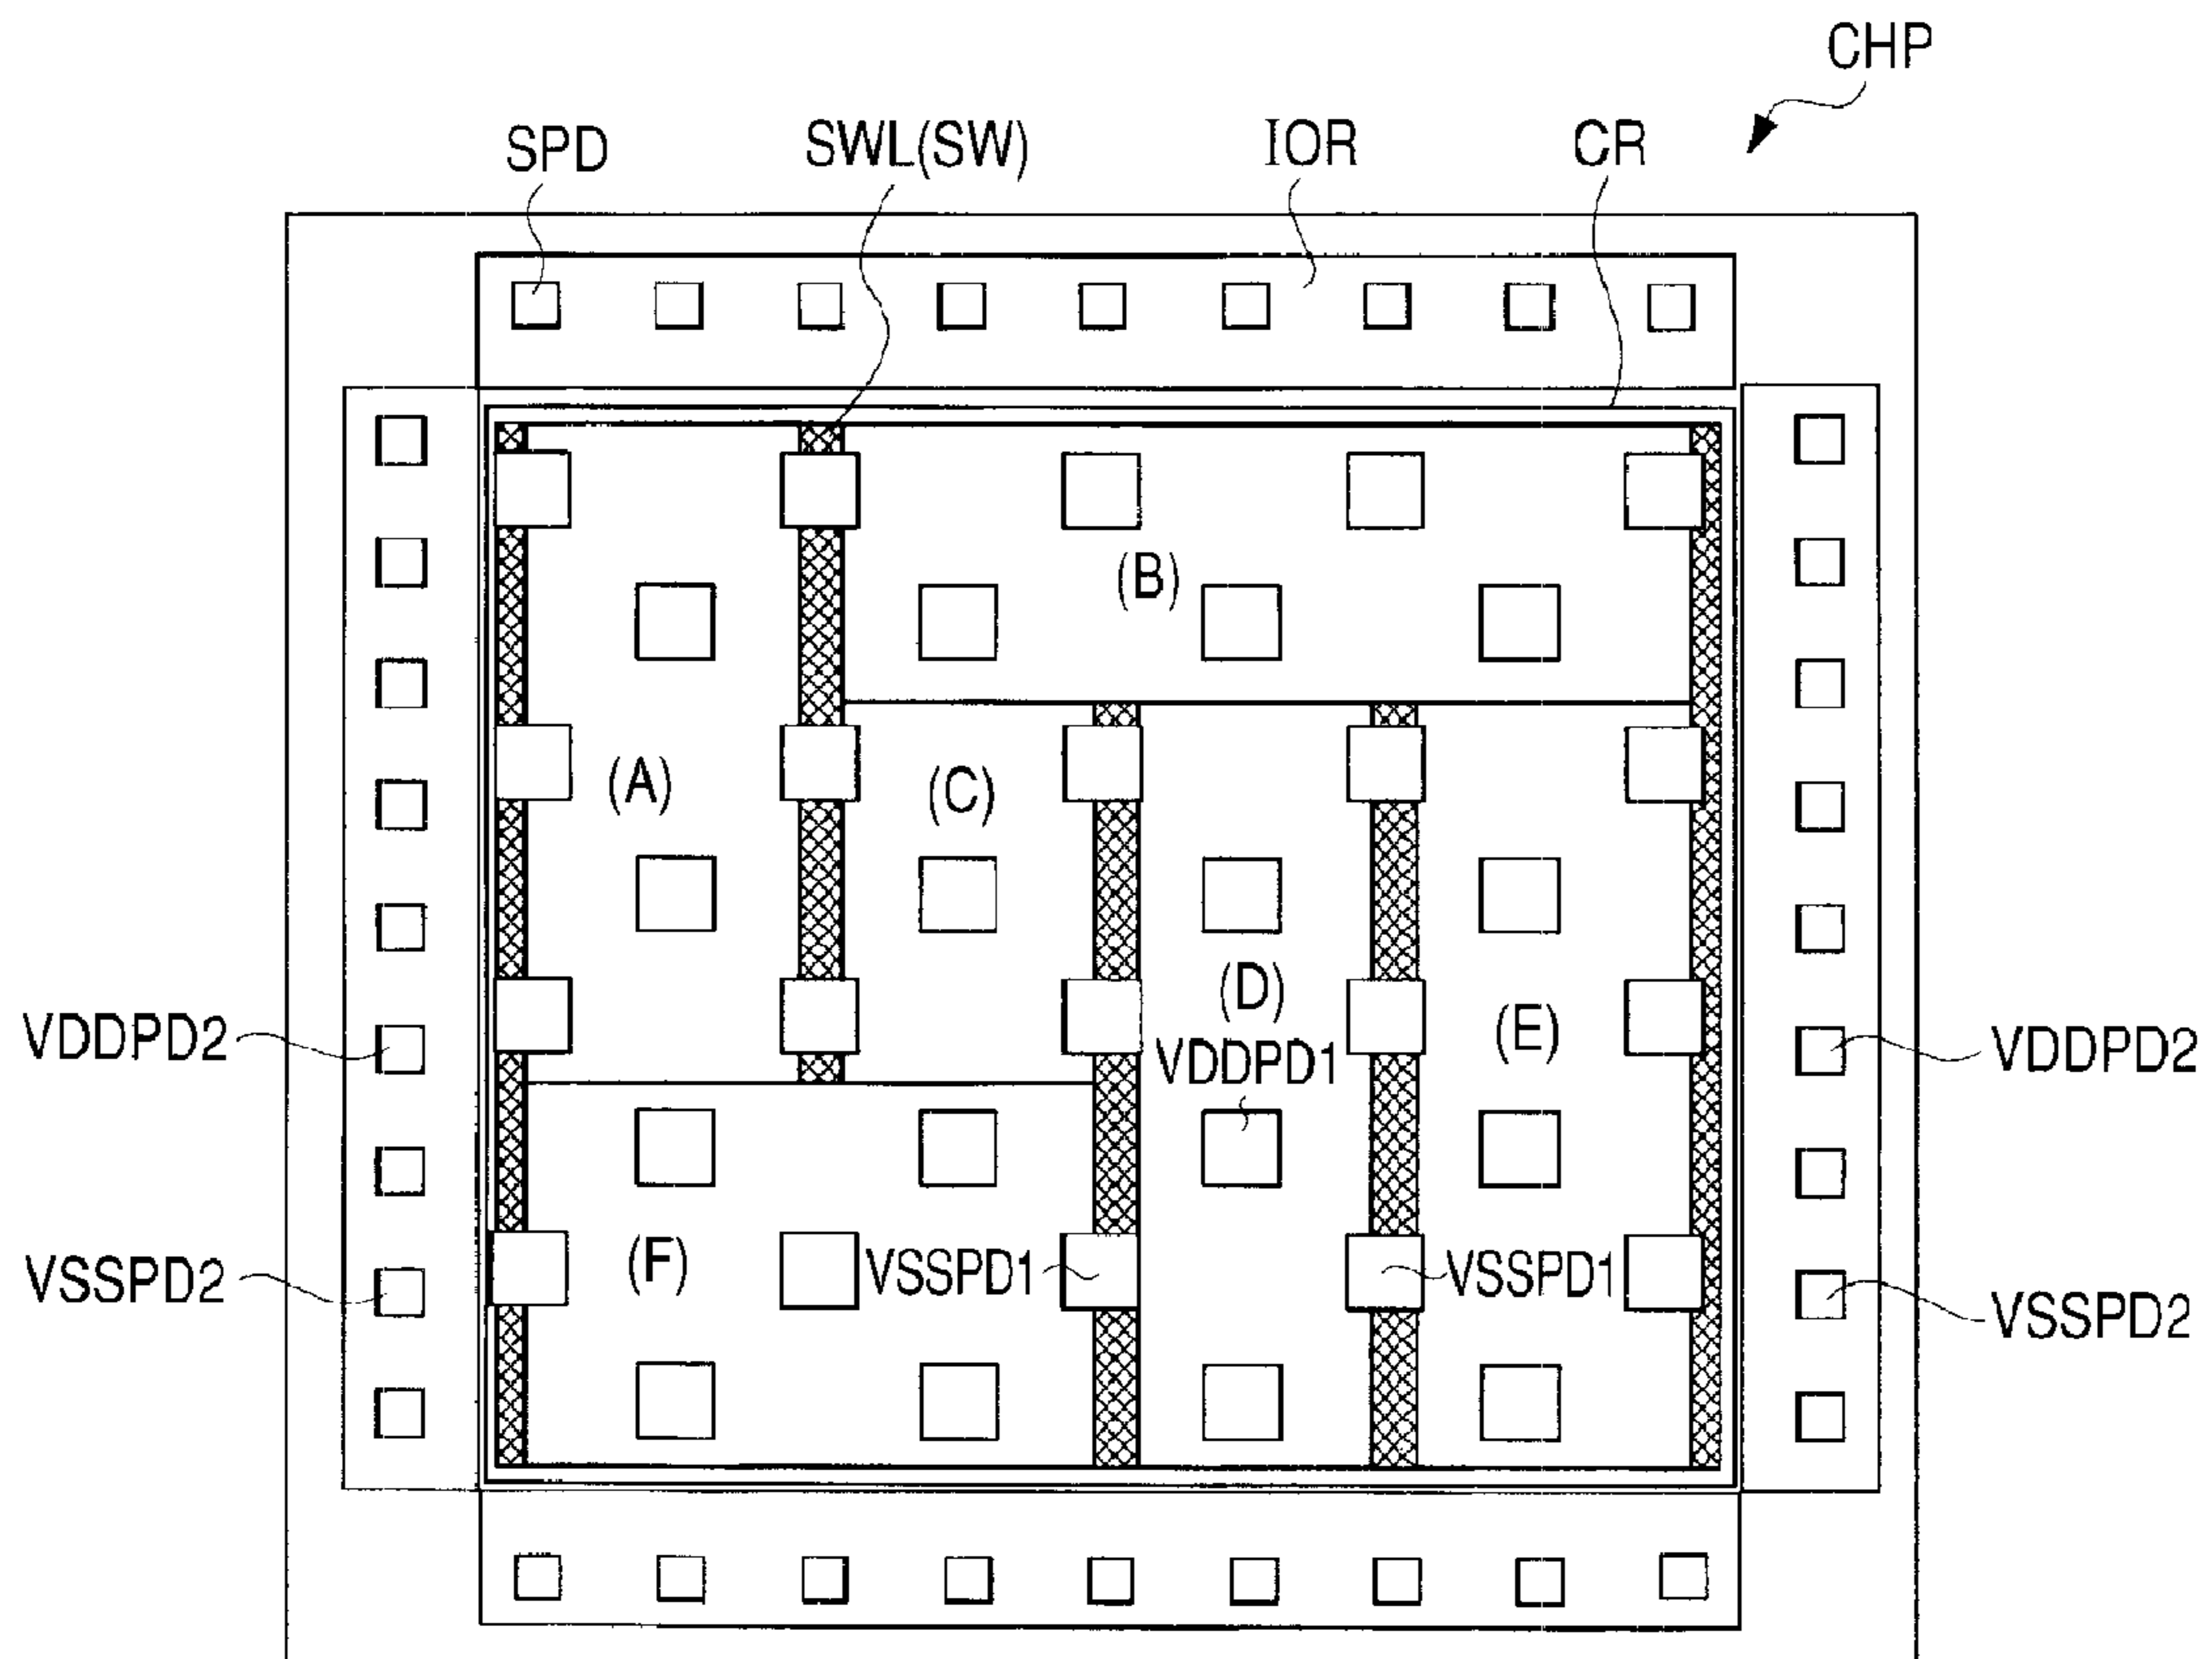 CHP
SPD
SWL(SW)
IOR
CR
(B)
(A)
(C)
(D)
(E)
VDDPD2
VDDPD1
VDDPD2
(F)
VSSPD1
VSSPD1
VSSPD2
VSSPD2